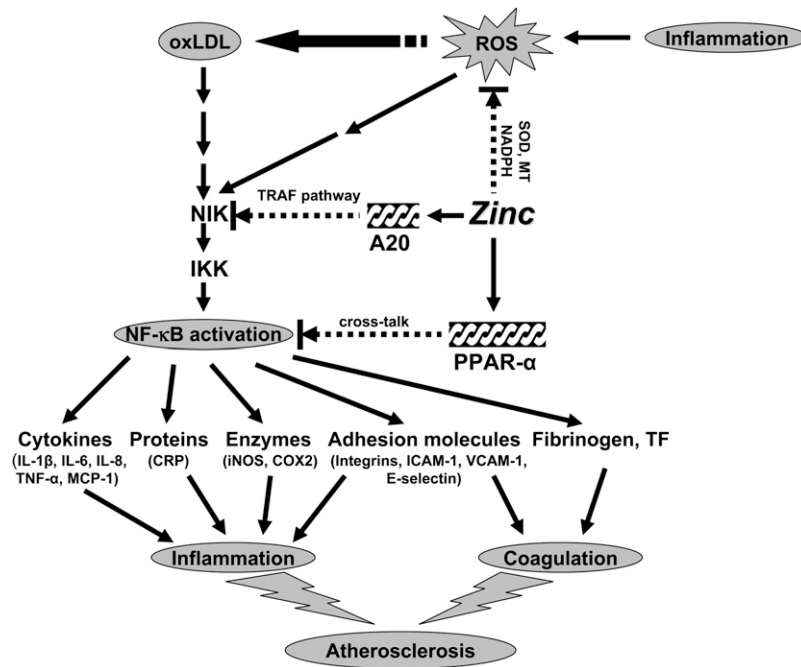 oxLDL
ROS
Inflammation
SOD, MT
NADPH
TRAF pathway
NIK
A20
Zinc
IKK
cross-talk
NF-κB activation
PPAR-α
Cytokines
(IL-1β, IL-6, IL-8,
TNF-α, MCP-1)
Proteins
(CRP)
Enzymes
(iNOS, COX2)
Adhesion molecules
(Integrins, ICAM-1, VCAM-1,
E-selectin)
Fibrinogen, TF
Inflammation
Coagulation
Atherosclerosis